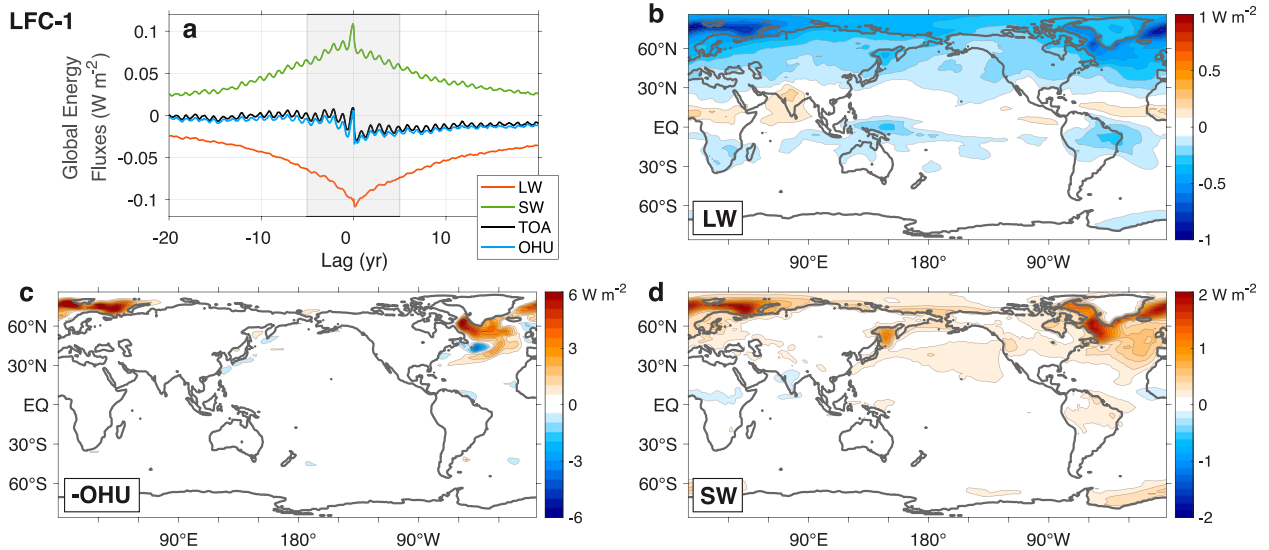 LFC-1
a
Global Energy
Fluxes (W m-2)
0.1
0.05
0
-0.05
-0.1
-20
-10
0
10
Lag (yr)
LW
SW
TOA
OHU
b
60°N
30°N
EQ
30°S
60°S
90°E
180°
90°W
LW
1 W m-2
0.5
0
-0.5
-1
c
60°N
30°N
EQ
30°S
60°S
90°E
180°
90°W
-OHU
6 W m-2
3
0
-3
-6
d
60°N
30°N
EQ
30°S
60°S
90°E
180°
90°W
SW
2 W m-2
1
0
-1
-2